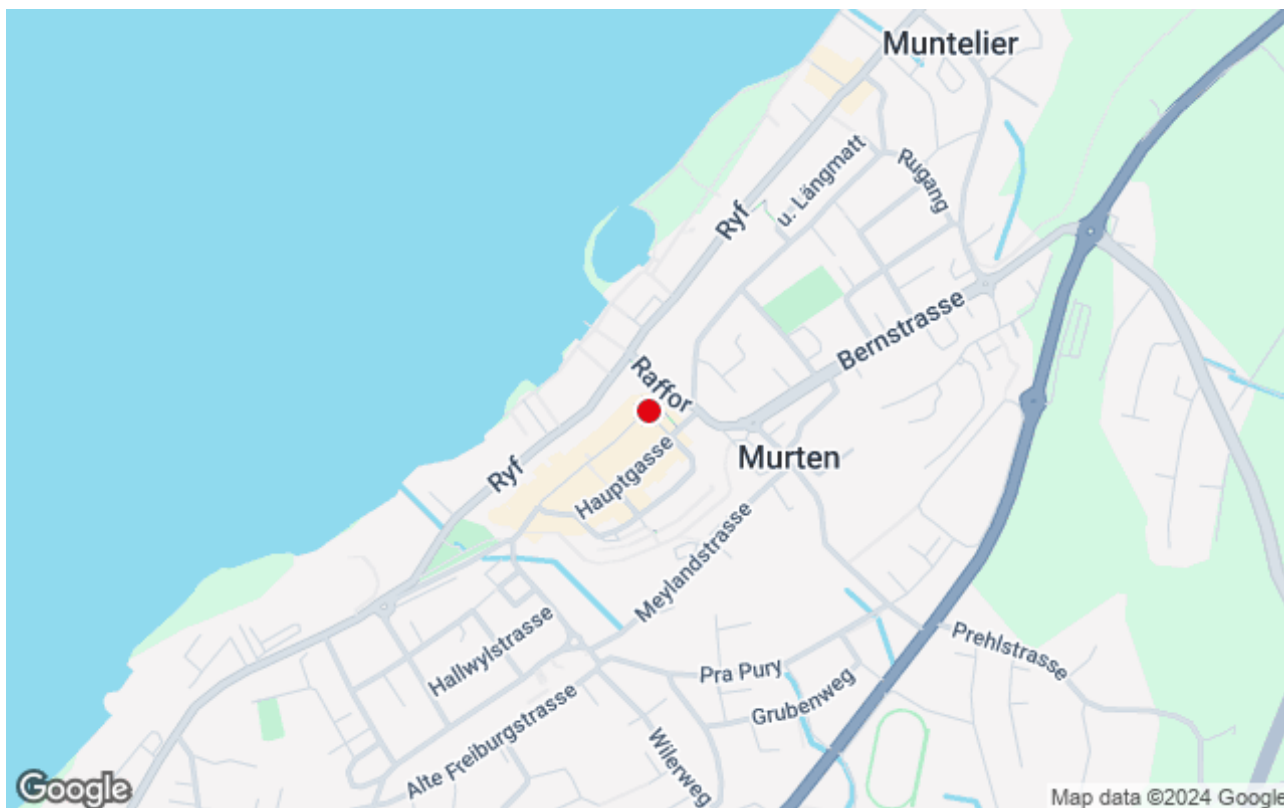 Muntelier
u. Längmatt
Rugang
Ryf
Bernstrasse
Raffor
Murten
Hauptgasse
Ryf
Meylandstrasse
Hallwylstrasse
Prehlstrasse
Pra Pury
Grubenweg
Alte Freiburgstrasse
Wilerweg
Google
Map data ©2024 Google